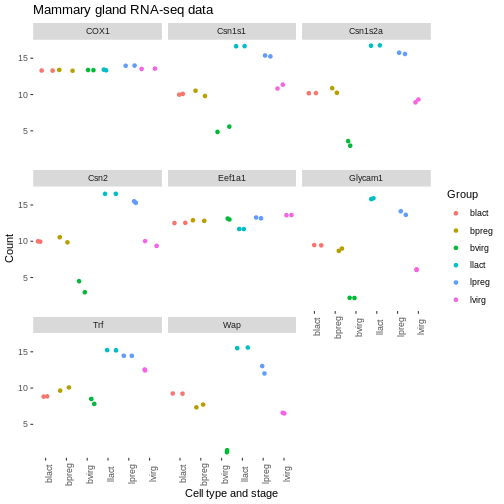 Mammary gland RNA-seq data
COX1 Csn1s1 Csn1s2a
15
10
5
Csn2 Eef1a1 Glycam1
15
10
5
Trf Wap
15
10
5
blact bpreg bvirg llact lpreg lvirg
blact bpreg bvirg llact lpreg lvirg blact bpreg bvirg llact lpreg lvirg
Cell type and stage
Count
Group
blact
bpreg
bvirg
llact
lpreg
lvirg